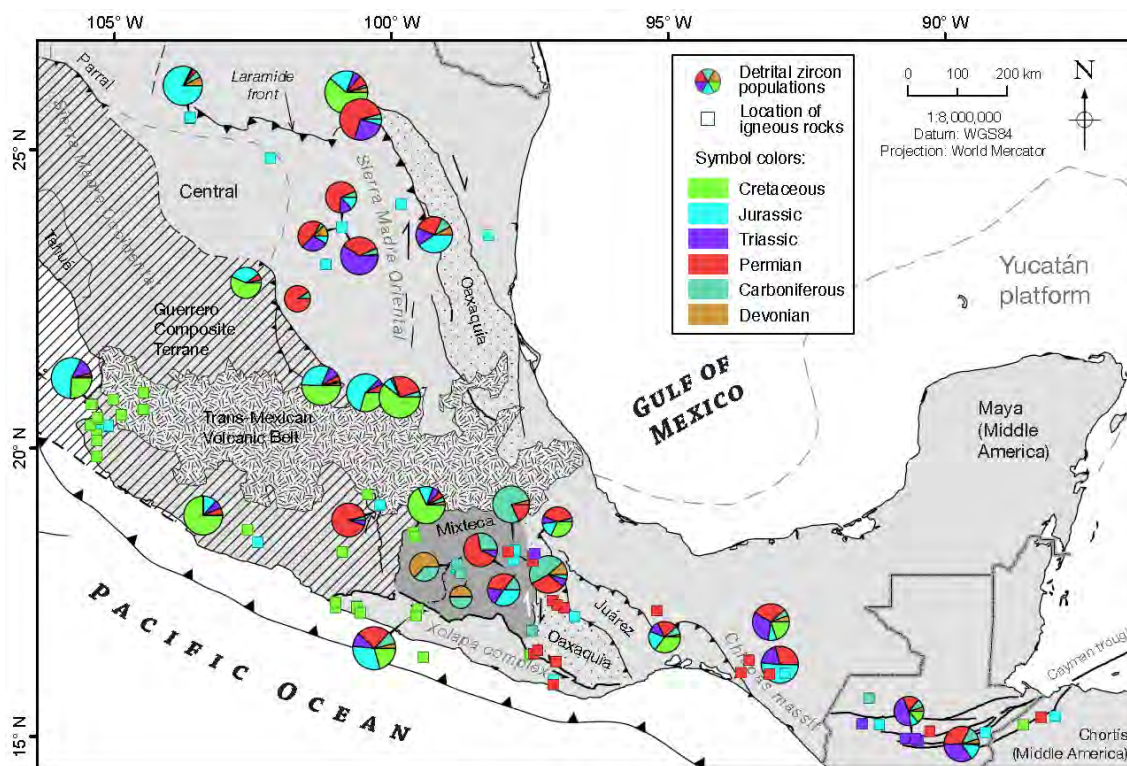 105° W
100° W
95° W
90° W
25° N
20° N
15° N
Parral
Laramide
front
Sierra Madre Occidental
Central
Sierra Madre Oriental
Tahué
Guerrero
Composite
Terrane
Oaxaquia
Trans-Mexican
Volcanic Belt
Mixteca
Juárez
Oaxaquia
Xolapa complex
Chiapas massif
PACIFIC OCEAN
GULF OF
MEXICO
Yucatán
platform
Maya
(Middle
America)
Cayman trough
Chortís
(Middle America)
Detrital zircon
populations
Location of
igneous rocks
Symbol colors:
Cretaceous
Jurassic
Triassic
Permian
Carboniferous
Devonian
0 100 200 km
1:8,000,000
Datum: WGS84
Projection: World Mercator
N